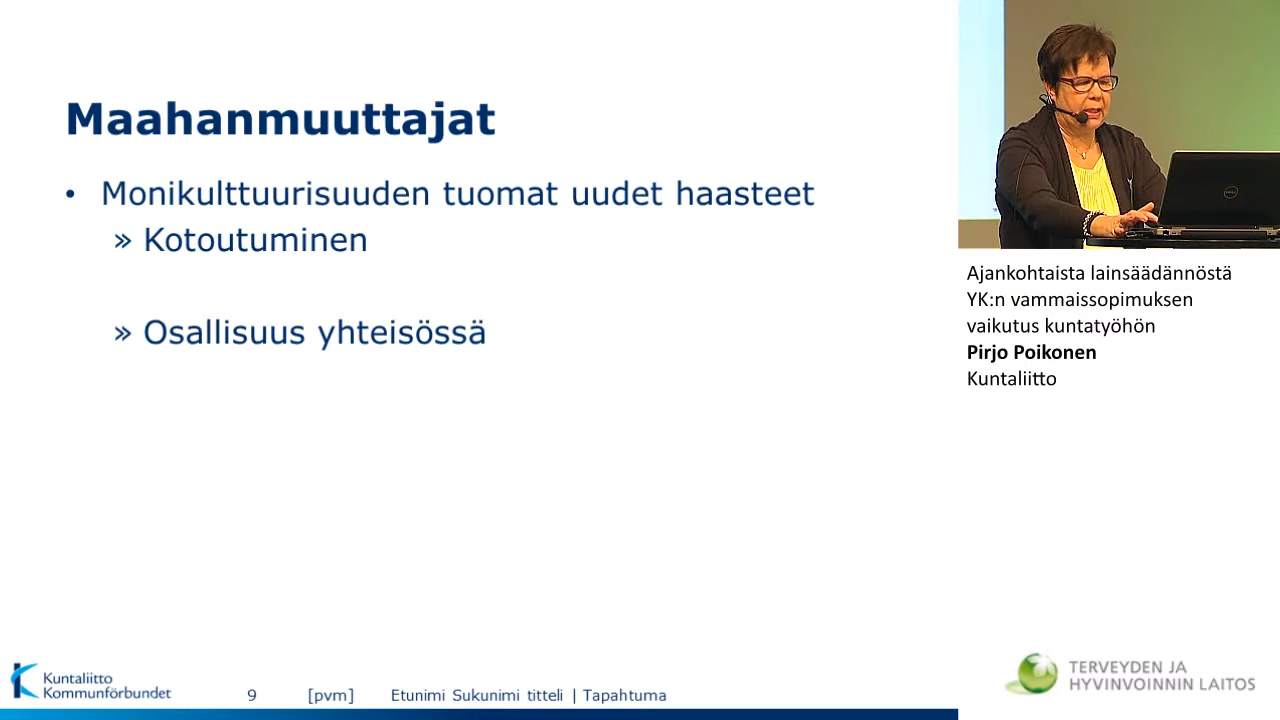 Maahanmuuttajat
• Monikulttuurisuuden tuomat uudet haasteet
» Kotoutuminen
» Osallisuus yhteisössä
Ajankohtaista lainsäädännöstä
YK:n vammaissopimuksen
vaikutus kuntatyöhön
Pirjo Poikonen
Kuntaliitto
Kuntaliitto
Kommunförbundet
9 [pvm] Etunimi Sukunimi titteli | Tapahtuma
TERVEYDEN JA
HYVINVOINNIN LAITOS
DELL